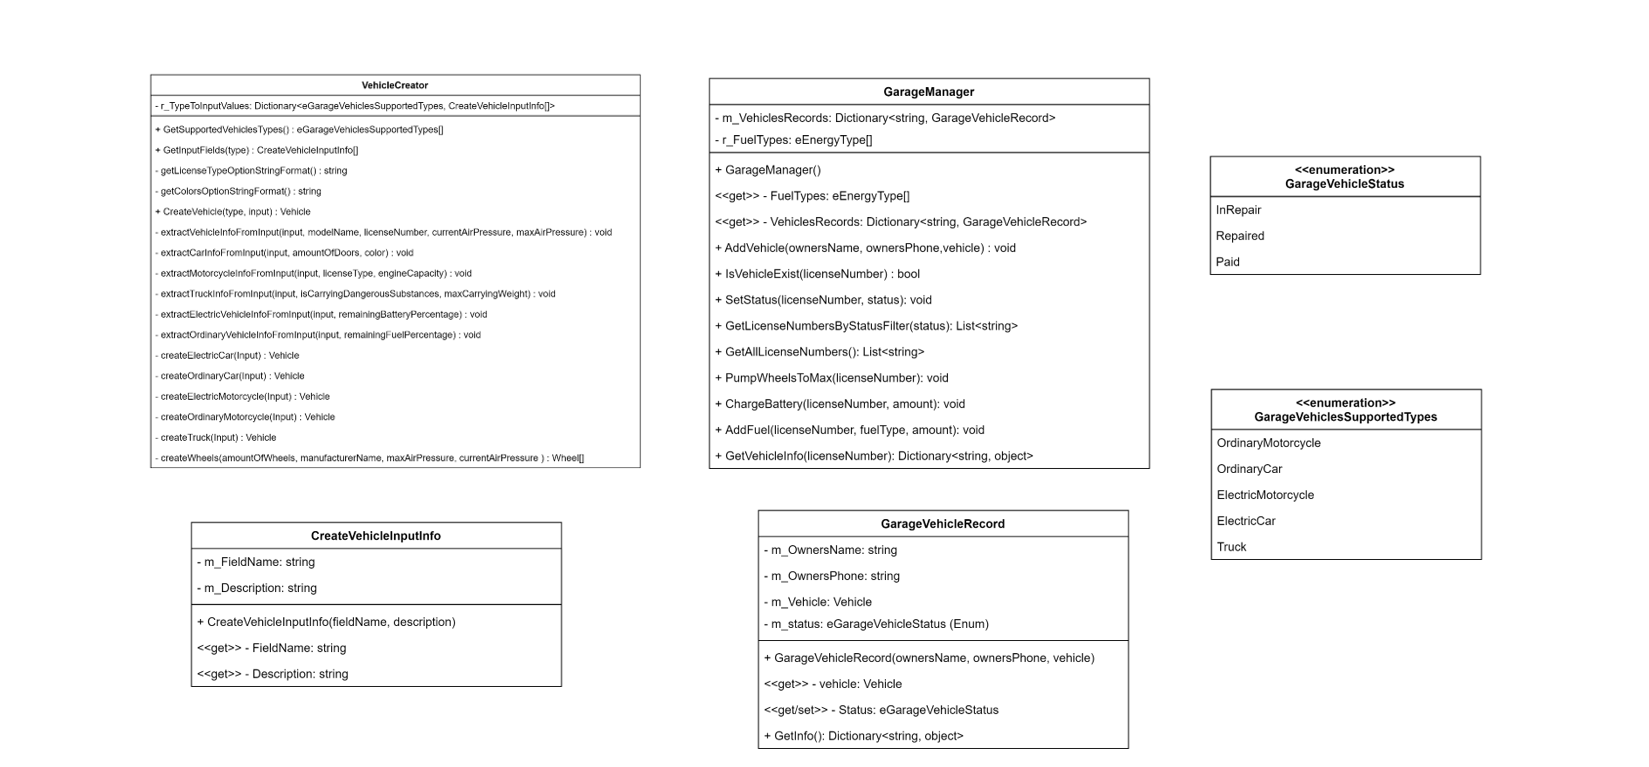 VehicleCreator
- r_TypeToInputValues: Dictionary<eGarageVehiclesSupportedTypes, CreateVehicleInputInfo[]>
+ GetSupportedVehiclesTypes() : eGarageVehiclesSupportedTypes[]
+ GetInputFields(type) : CreateVehicleInputInfo[]
- getLicenseTypeOptionStringFormat() : string
- getColorsOptionStringFormat() : string
+ CreateVehicle(type, input) : Vehicle
- extractVehicleInfoFromInput(input, modelName, licenseNumber, currentAirPressure, maxAirPressure) : void
- extractCarInfoFromInput(input, amountOfDoors, color) : void
- extractMotorcycleInfoFromInput(input, licenseType, engineCapacity) : void
- extractTruckInfoFromInput(input, isCarryingDangerousSubstances, maxCarryingWeight) : void
- extractElectricVehicleInfoFromInput(input, remainingBatteryPercentage) : void
- extractOrdinaryVehicleInfoFromInput(input, remainingFuelPercentage) : void
- createElectricCar(Input) : Vehicle
- createOrdinaryCar(Input) : Vehicle
- createElectricMotorcycle(Input) : Vehicle
- createOrdinaryMotorcycle(Input) : Vehicle
- createTruck(Input) : Vehicle
- createWheels(amountOfWheels, manufacturerName, maxAirPressure, currentAirPressure ) : Wheel[]
GarageManager
- m_VehiclesRecords: Dictionary<string, GarageVehicleRecord>
- r_FuelTypes: eEnergyType[]
+ GarageManager()
<<get>> - FuelTypes: eEnergyType[]
<<get>> - VehiclesRecords: Dictionary<string, GarageVehicleRecord>
+ AddVehicle(ownersName, ownersPhone,vehicle) : void
+ IsVehicleExist(licenseNumber) : bool
+ SetStatus(licenseNumber, status): void
+ GetLicenseNumbersByStatusFilter(status): List<string>
+ GetAllLicenseNumbers(): List<string>
+ PumpWheelsToMax(licenseNumber): void
+ ChargeBattery(licenseNumber, amount): void
+ AddFuel(licenseNumber, fuelType, amount): void
+ GetVehicleInfo(licenseNumber): Dictionary<string, object>
<<enumeration>>
GarageVehicleStatus
InRepair
Repaired
Paid
<<enumeration>>
GarageVehiclesSupportedTypes
OrdinaryMotorcycle
OrdinaryCar
ElectricMotorcycle
ElectricCar
Truck
CreateVehicleInputInfo
- m_FieldName: string
- m_Description: string
+ CreateVehicleInputInfo(fieldName, description)
<<get>> - FieldName: string
<<get>> - Description: string
GarageVehicleRecord
- m_OwnersName: string
- m_OwnersPhone: string
- m_Vehicle: Vehicle
- m_status: eGarageVehicleStatus (Enum)
+ GarageVehicleRecord(ownersName, ownersPhone, vehicle)
<<get>> - vehicle: Vehicle
<<get/set>> - Status: eGarageVehicleStatus
+ GetInfo(): Dictionary<string, object>